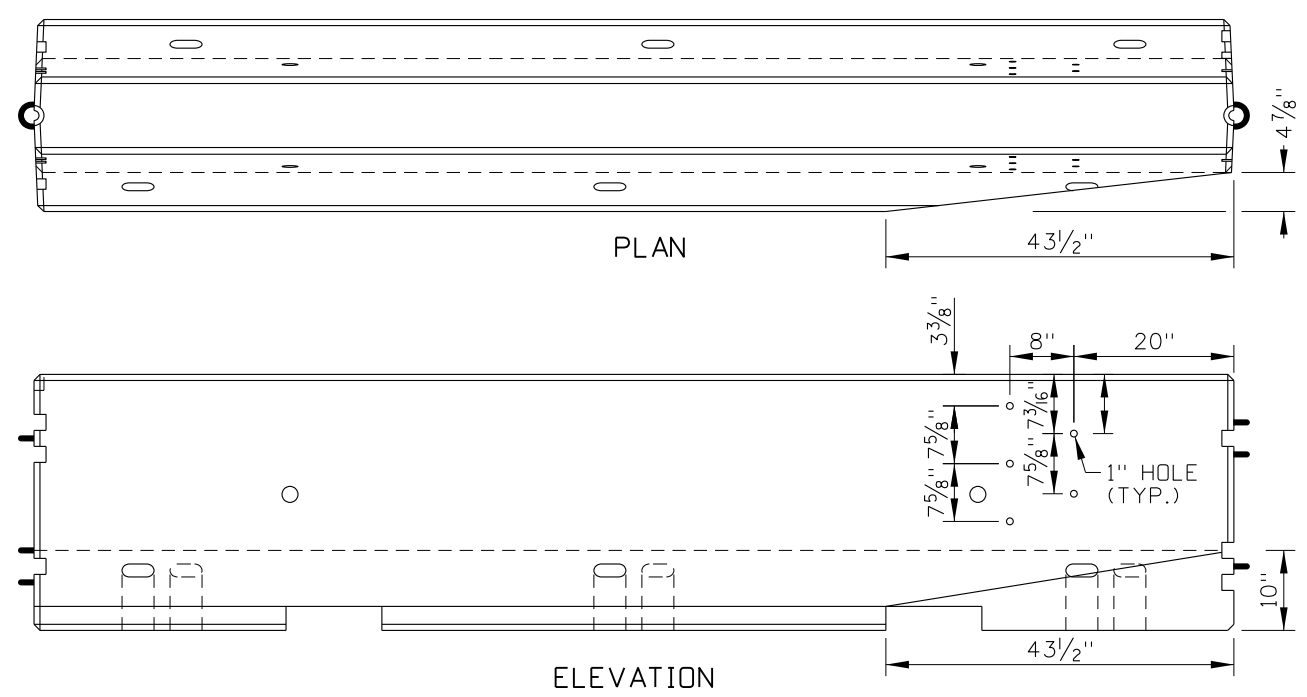 4 7/8"
43 1/2"
PLAN
3 3/8"
8"
20"
7 3/16"
7 5/8"
7 5/8"
7 5/8"
1" HOLE
(TYP.)
10"
43 1/2"
ELEVATION